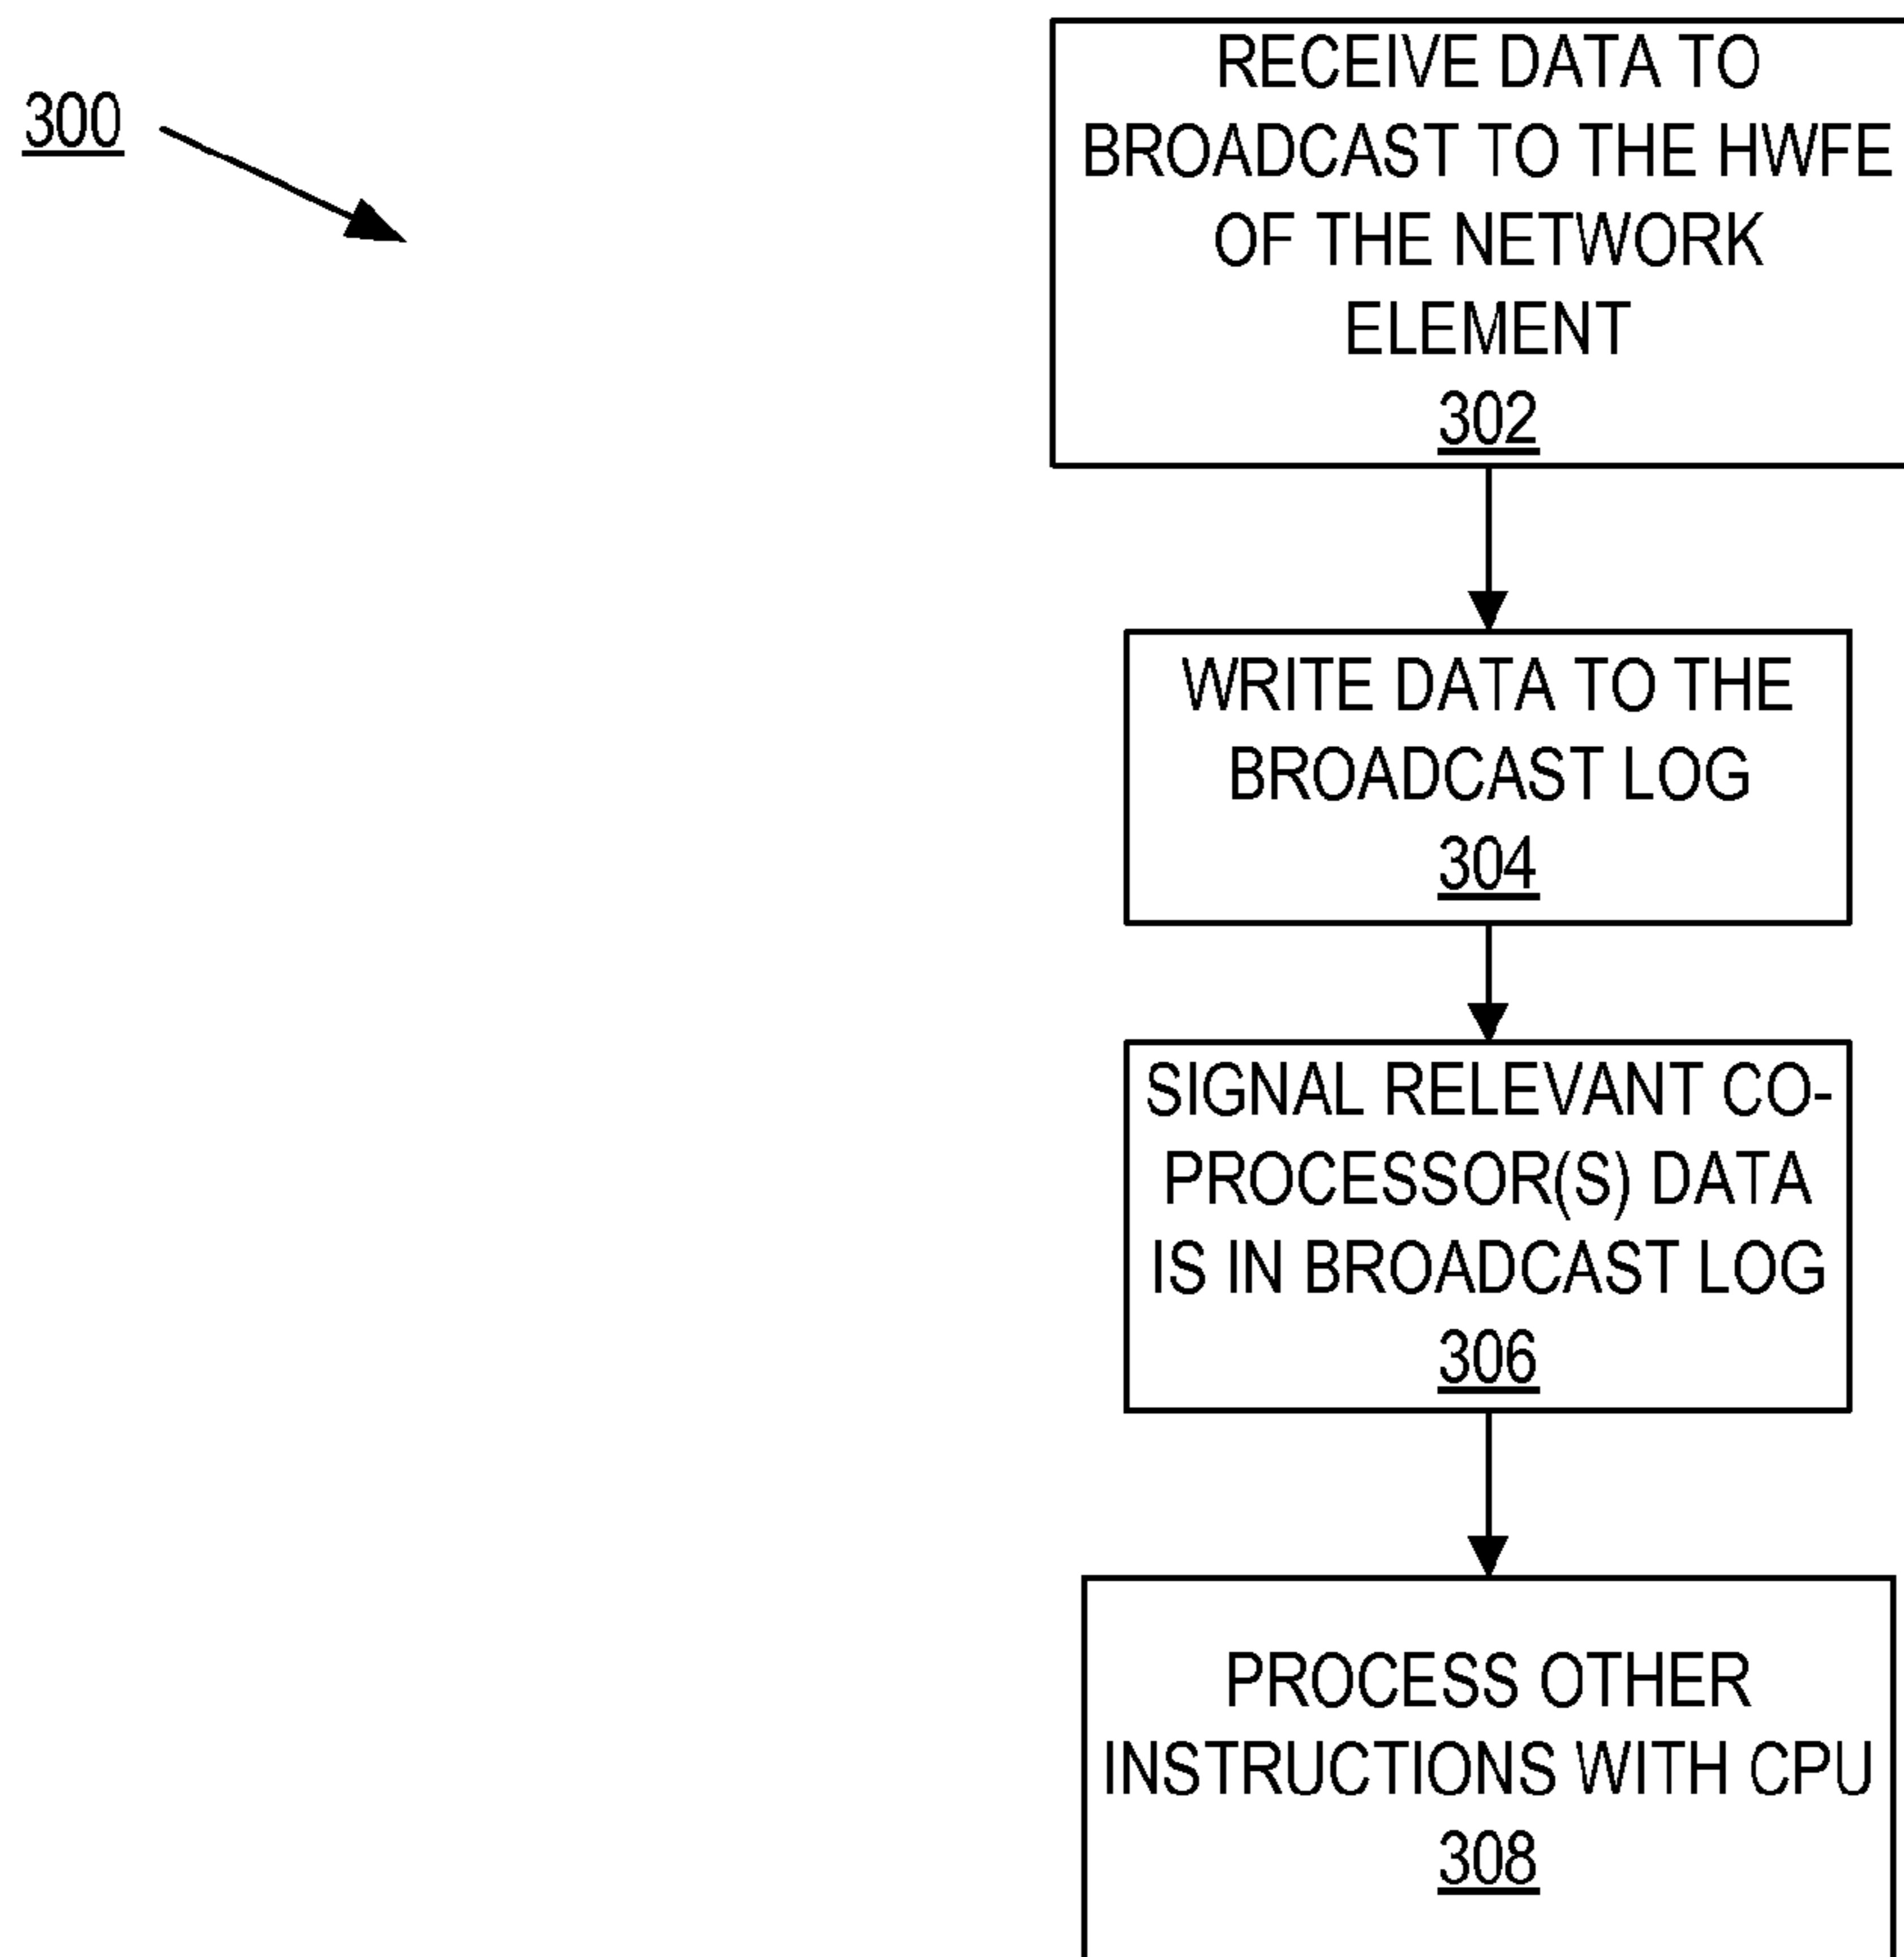 300
RECEIVE DATA TO
BROADCAST TO THE HWFE
OF THE NETWORK
ELEMENT
302
WRITE DATA TO THE
BROADCAST LOG
304
SIGNAL RELEVANT CO-
PROCESSOR(S) DATA
IS IN BROADCAST LOG
306
PROCESS OTHER
INSTRUCTIONS WITH CPU
308